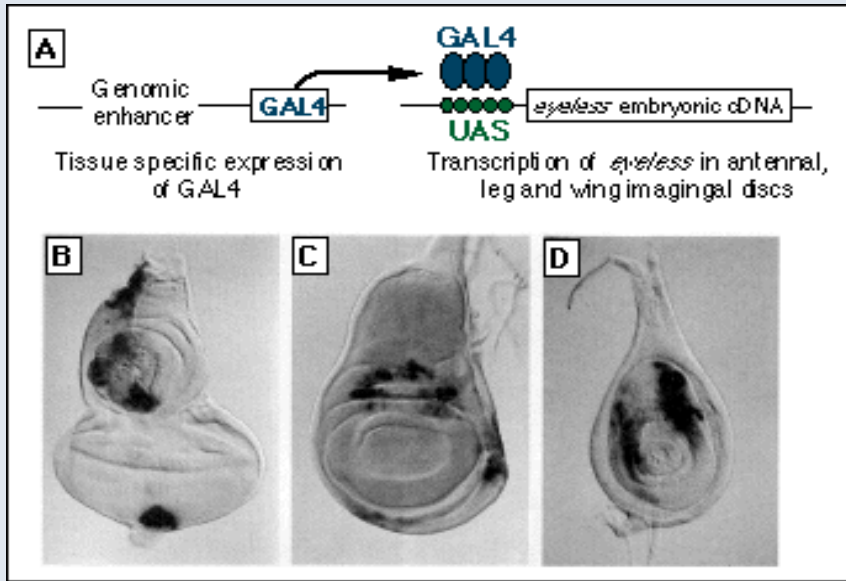 A
GAL4
Genomic
enhancer
GAL4
eyeless embryonic cDNA
UAS
Tissue specific expression
of GAL4
Transcription of eyeless in antennal,
leg and wing imagingal discs
B
C
D